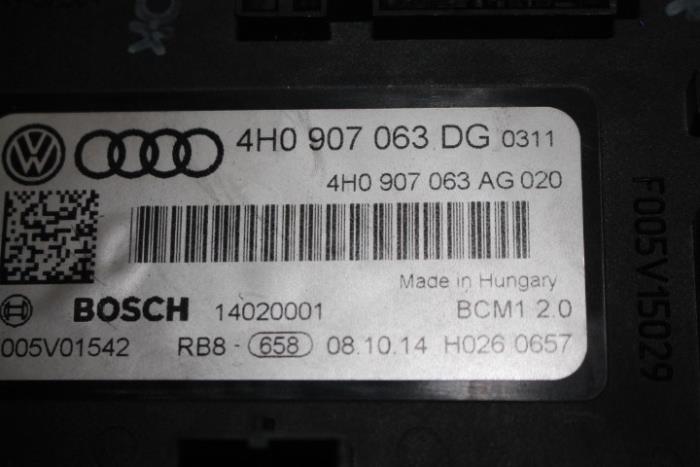 4H0 907 063 DG 0311
4H0 907 063 AG 020
Made in Hungary
BOSCH 14020001 BCM1 2.0
005V01542 RB8 - 658 08.10.14 H026 0657
F005V15029